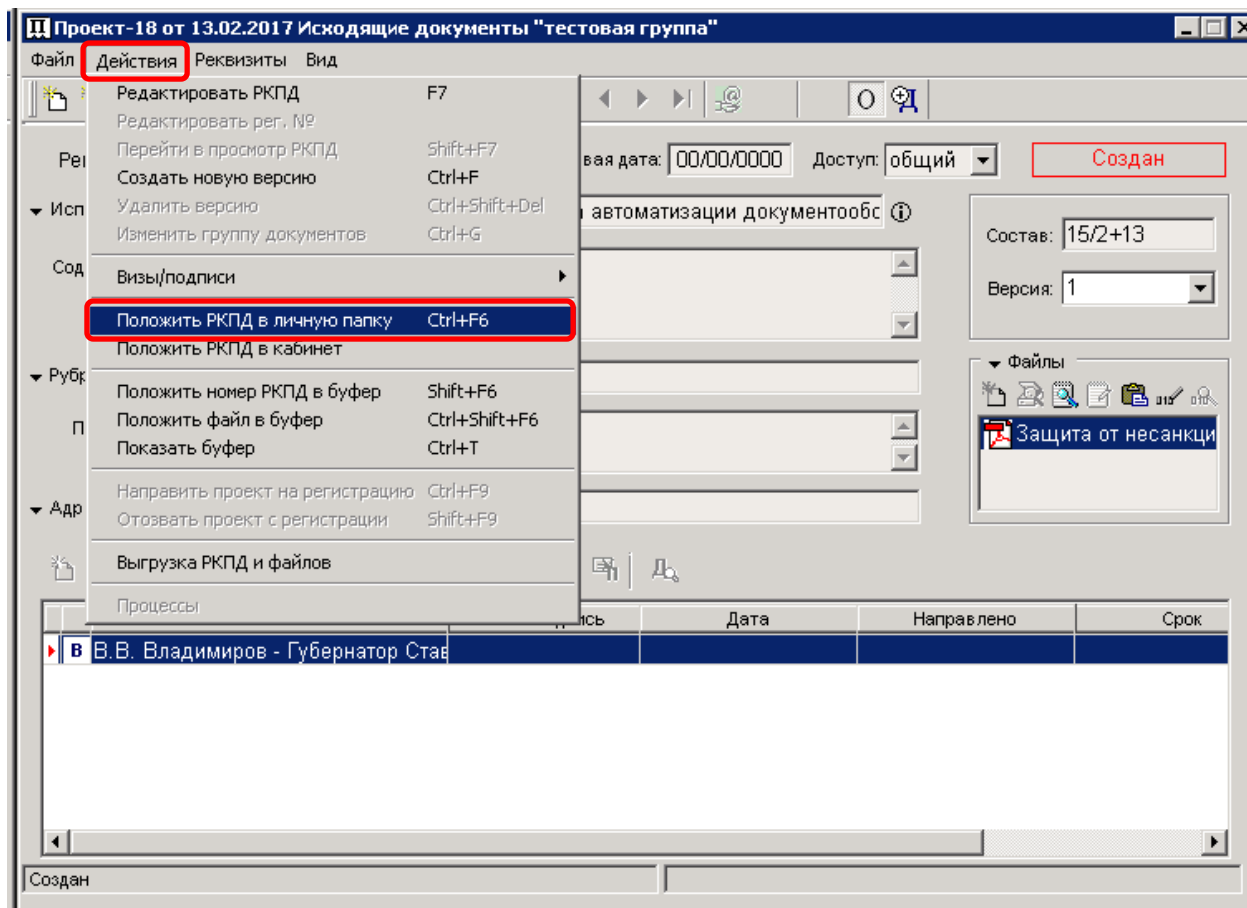 Проект-18 от 13.02.2017 Исходящие документы "тестовая группа"
Файл Действия Реквизиты Вид
Редактировать РКПД F7
Редактировать рег. №
Перейти в просмотр РКПД Shift+F7
вая дата: 00/00/0000 Доступ: общий Создан
Создать новую версию Ctrl+F
Удалить версию Ctrl+Shift+Del
Исп автоматизации документообс
Изменить группу документов Ctrl+G
Состав: 15/2+13
Сод
Визы/подписи
Версия: 1
Положить РКПД в личную папку Ctrl+F6
Положить РКПД в кабинет
Файлы
Рубр
Положить номер РКПД в буфер Shift+F6
Положить файл в буфер Ctrl+Shift+F6
П
Защита от несанкци
Показать буфер Ctrl+T
Направить проект на регистрацию Ctrl+F9
Адр
Отозвать проект с регистрации Shift+F9
Выгрузка РКПД и файлов
Процессы
Дата Направлено Срок
В В.В. Владимиров - Губернатор Став
Создан